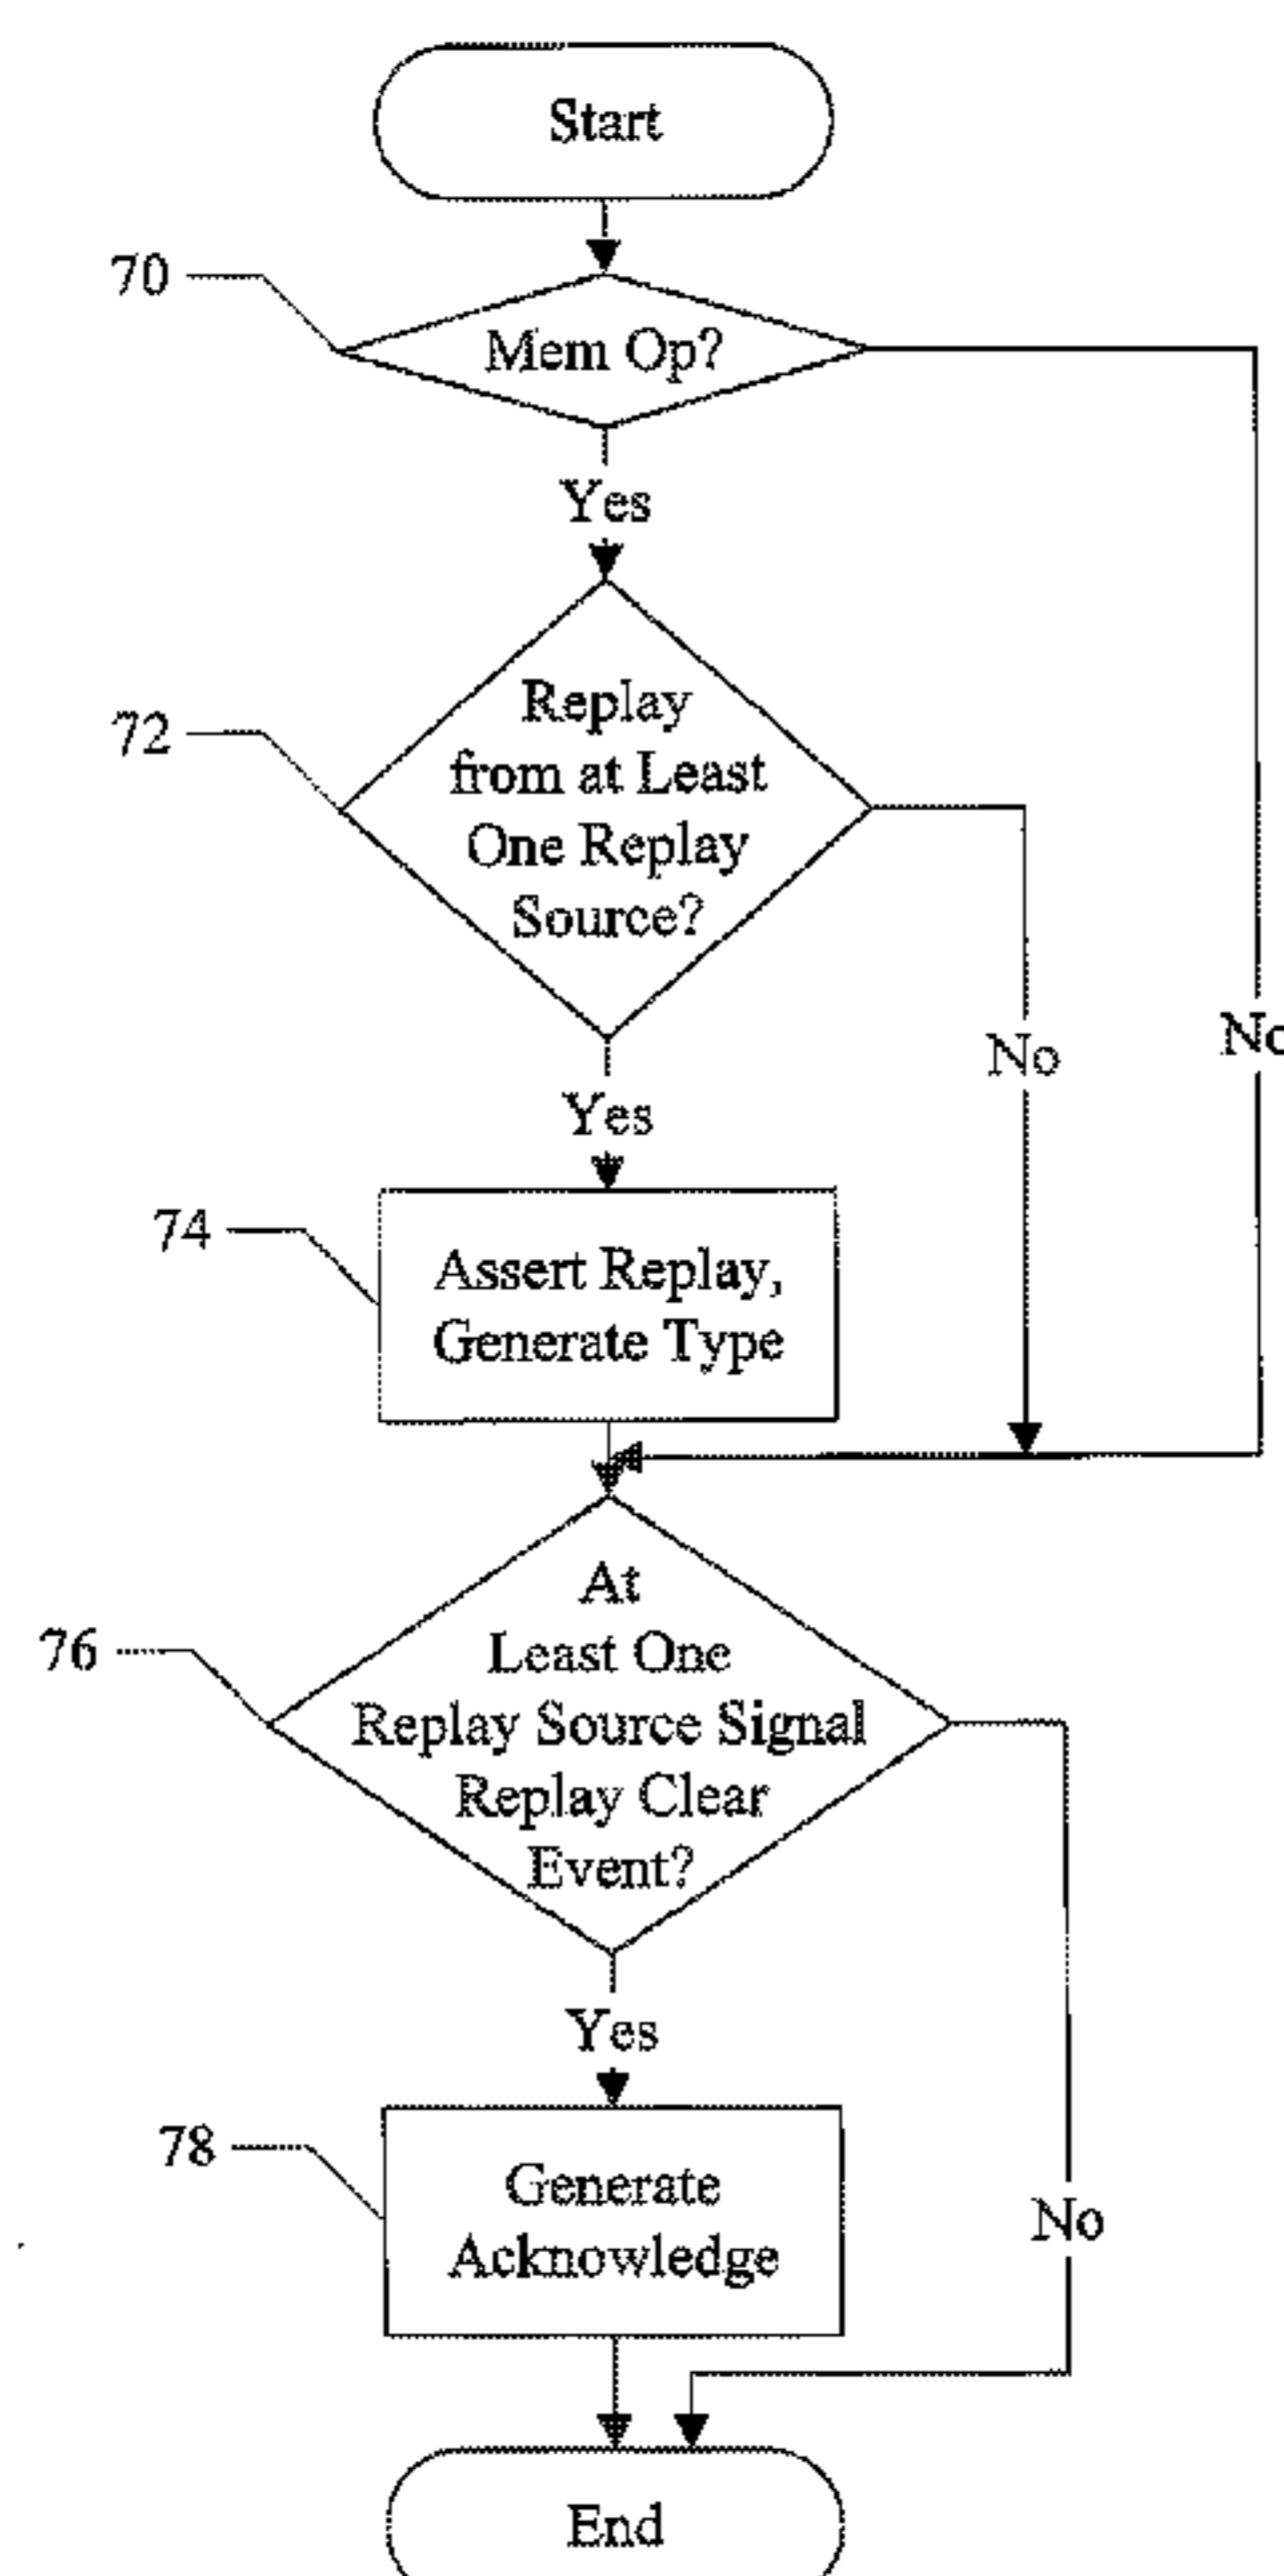 Start
70
Mem Op?
Yes
72
Replay
from at Least
One Replay
Source?
No
No
Yes
74
Assert Replay,
Generate Type
76
At
Least One
Replay Source Signal
Replay Clear
Event?
Yes
78
Generate
Acknowledge
No
End